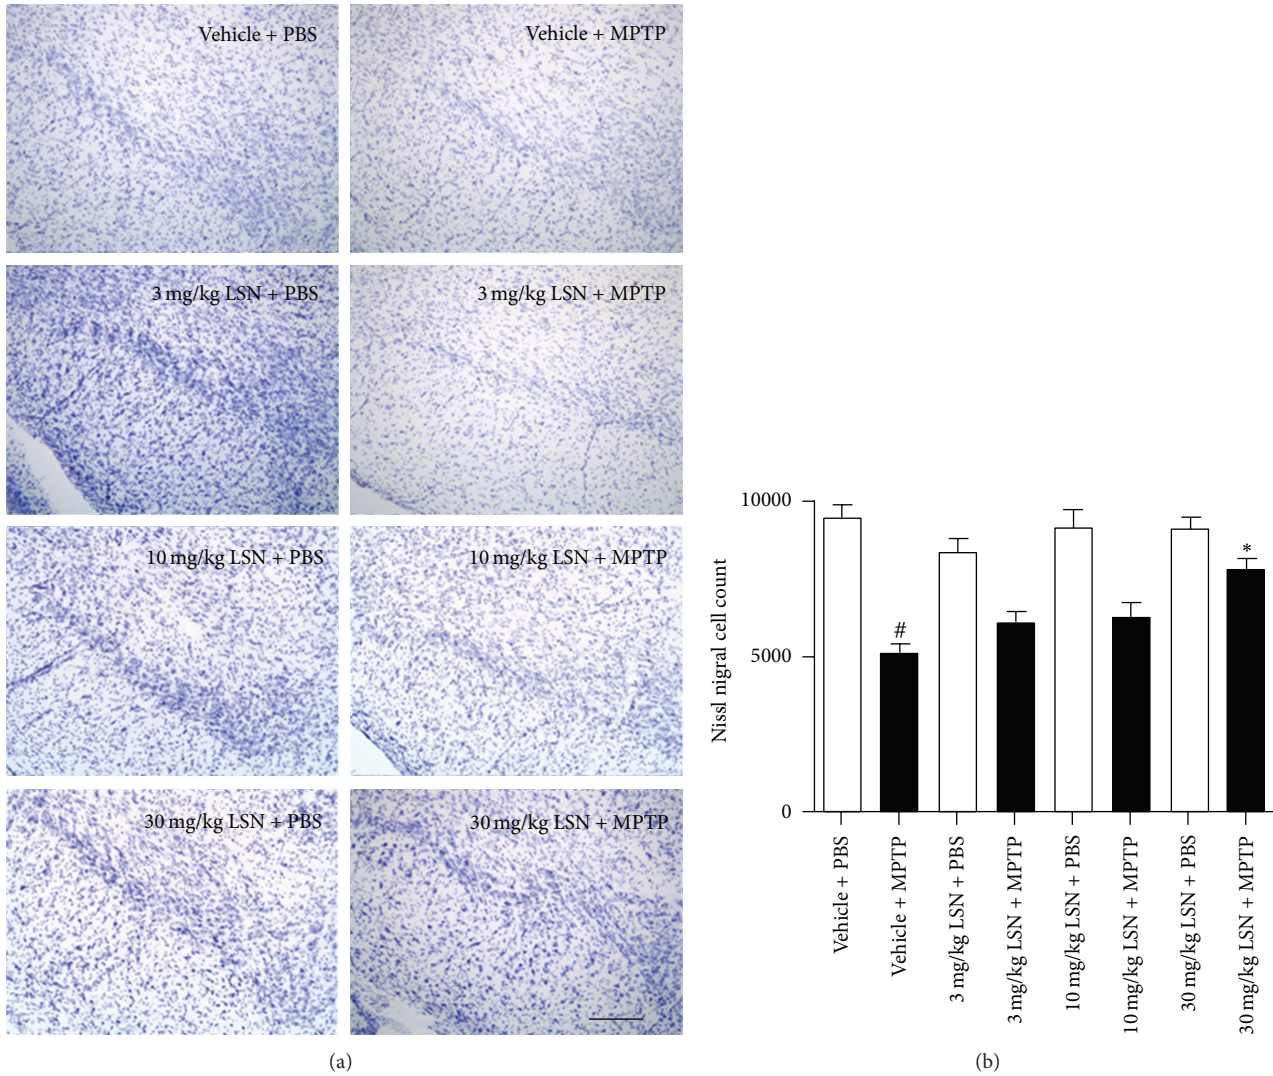 Vehicle + PBS
Vehicle + MPTP
3 mg/kg LSN + PBS
3 mg/kg LSN + MPTP
10 mg/kg LSN + PBS
10 mg/kg LSN + MPTP
30 mg/kg LSN + PBS
30 mg/kg LSN + MPTP
(a)
Nissl nigral cell count
10000
5000
0
#
*
Vehicle + PBS
Vehicle + MPTP
3 mg/kg LSN + PBS
3 mg/kg LSN + MPTP
10 mg/kg LSN + PBS
10 mg/kg LSN + MPTP
30 mg/kg LSN + PBS
30 mg/kg LSN + MPTP
(b)